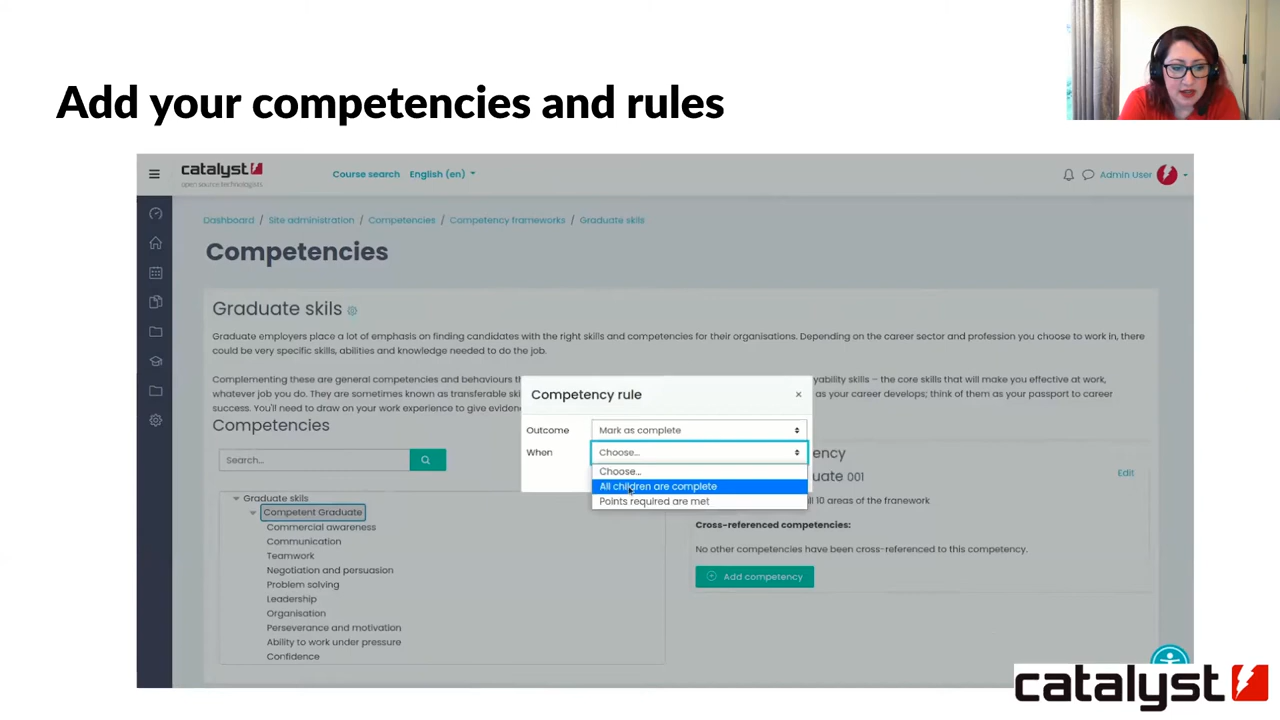 Add your competencies and rules
catalyst
open source technologists
Course search English (en)
Admin User
Dashboard / Site administration / Competencies / Competency frameworks / Graduate skils
Competencies
Graduate skils
Graduate employers place a lot of emphasis on finding candidates with the right skills and competencies for their organisations. Depending on the career sector and profession you choose to work in, there
could be very specific skills, abilities and knowledge needed to do the job.
Complementing these are general competencies and behaviours th yability skills – the core skills that will make you effective at work,
whatever job you do. They are sometimes known as transferable ski as your career develops; think of them as your passport to career
success. You'll need to draw on your work experience to give eviden
Competencies
Search...
Graduate skils
Competent Graduate
Commercial awareness
Communication
Teamwork
Negotiation and persuasion
Problem solving
Leadership
Organisation
Perseverance and motivation
Ability to work under pressure
Confidence
Competency rule ×
Outcome Mark as complete
When Choose...
Choose...
All children are complete
Points required are met
ency
uate 001
Edit
ll 10 areas of the franework
Cross-referenced competencies:
No other competencies have been cross-referenced to this competency.
Add competency
catalyst